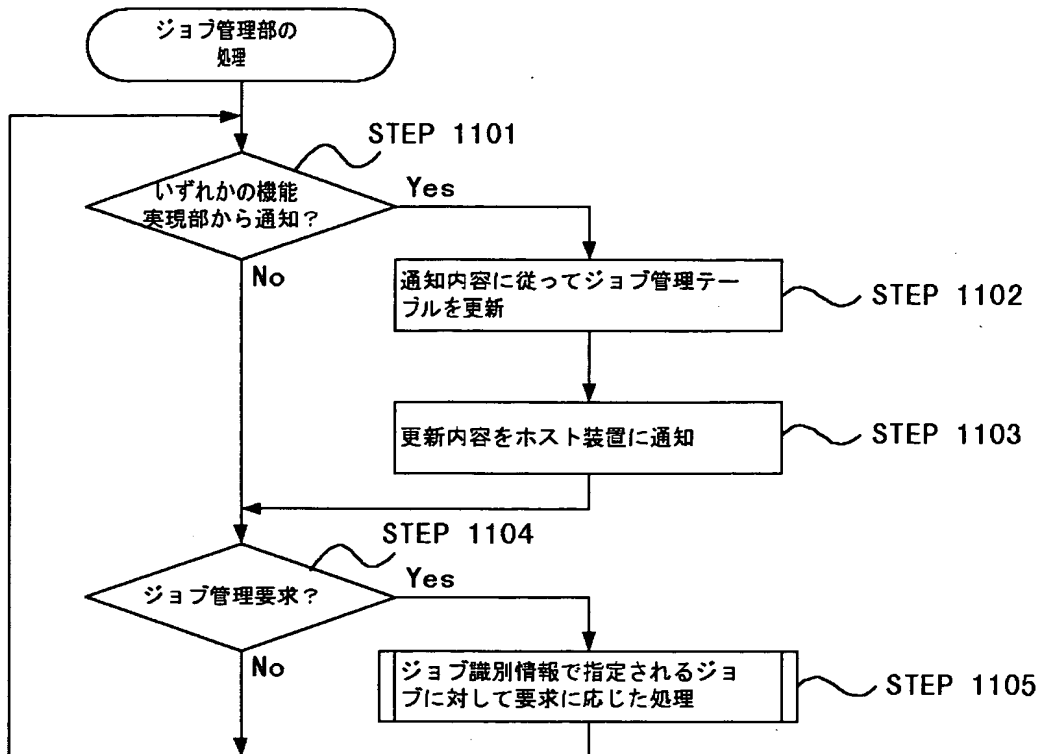 ジョブ管理部の
処理
STEP 1101
いずれかの機能
実現部から通知？
Yes
No
通知内容に従ってジョブ管理テー
ブルを更新
STEP 1102
更新内容をホスト装置に通知
STEP 1103
STEP 1104
ジョブ管理要求？
Yes
No
ジョブ識別情報で指定されるジョ
ブに対して要求に応じた処理
STEP 1105